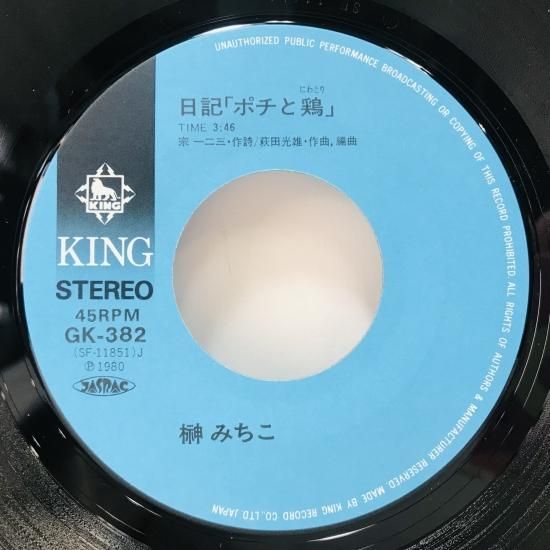 UNAUTHORIZED PUBLIC PERFORMANCE BROADCASTING OR COPYING OF THIS RECORD PROHIBITED. ALL RIGHTS OF AUTHORS & MANUFACTURER RESERVED. MADE BY KING RECORD CO., LTD. JAPAN
にわとり
日記「ポチと鶏」
TIME 3:46
宗 一二三・作詩/萩田光雄・作曲,編曲
KING
KING
STEREO
45RPM
GK-382
(SF-11851)J
Ⓟ1980
JASRAC
榊 みちこ